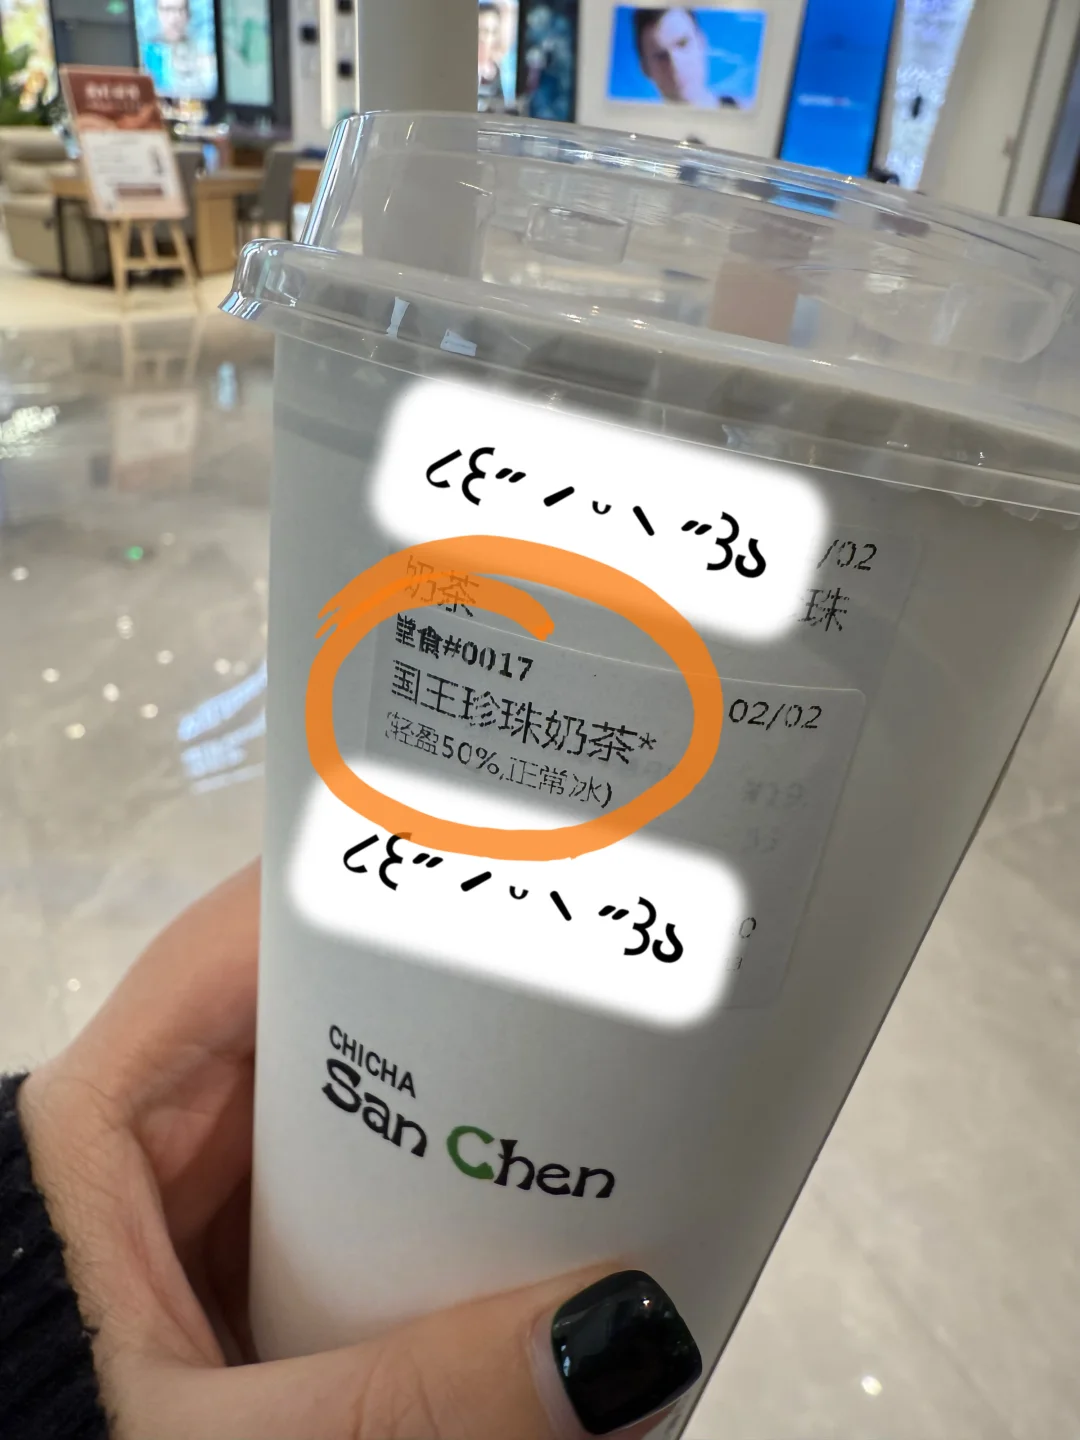 /02
奶茶
珠
堂食#0017
国王珍珠奶茶*
02/02
(轻盈50%,正常冰)
CHICHA
San Chen